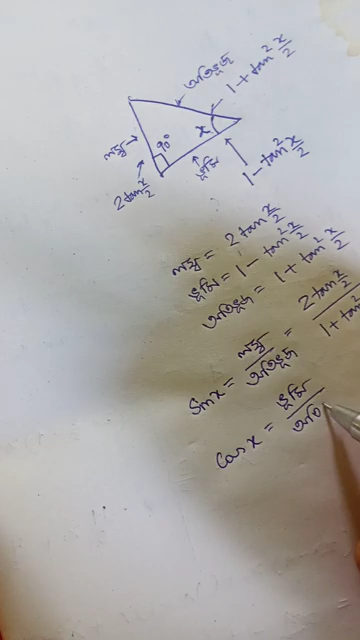 অতিভুজ
1 + tan² x/2
লম্ব
90°
x
ভূমি
2 tan x/2
1 - tan² x/2
লম্ব = 2 tan x/2
ভূমি = 1 - tan² x/2
অতিভুজ = 1 + tan² x/2
Sin x = লম্ব/অতিভুজ = 2 tan x/2 / 1 + tan
Cos x = ভূমি/অতি